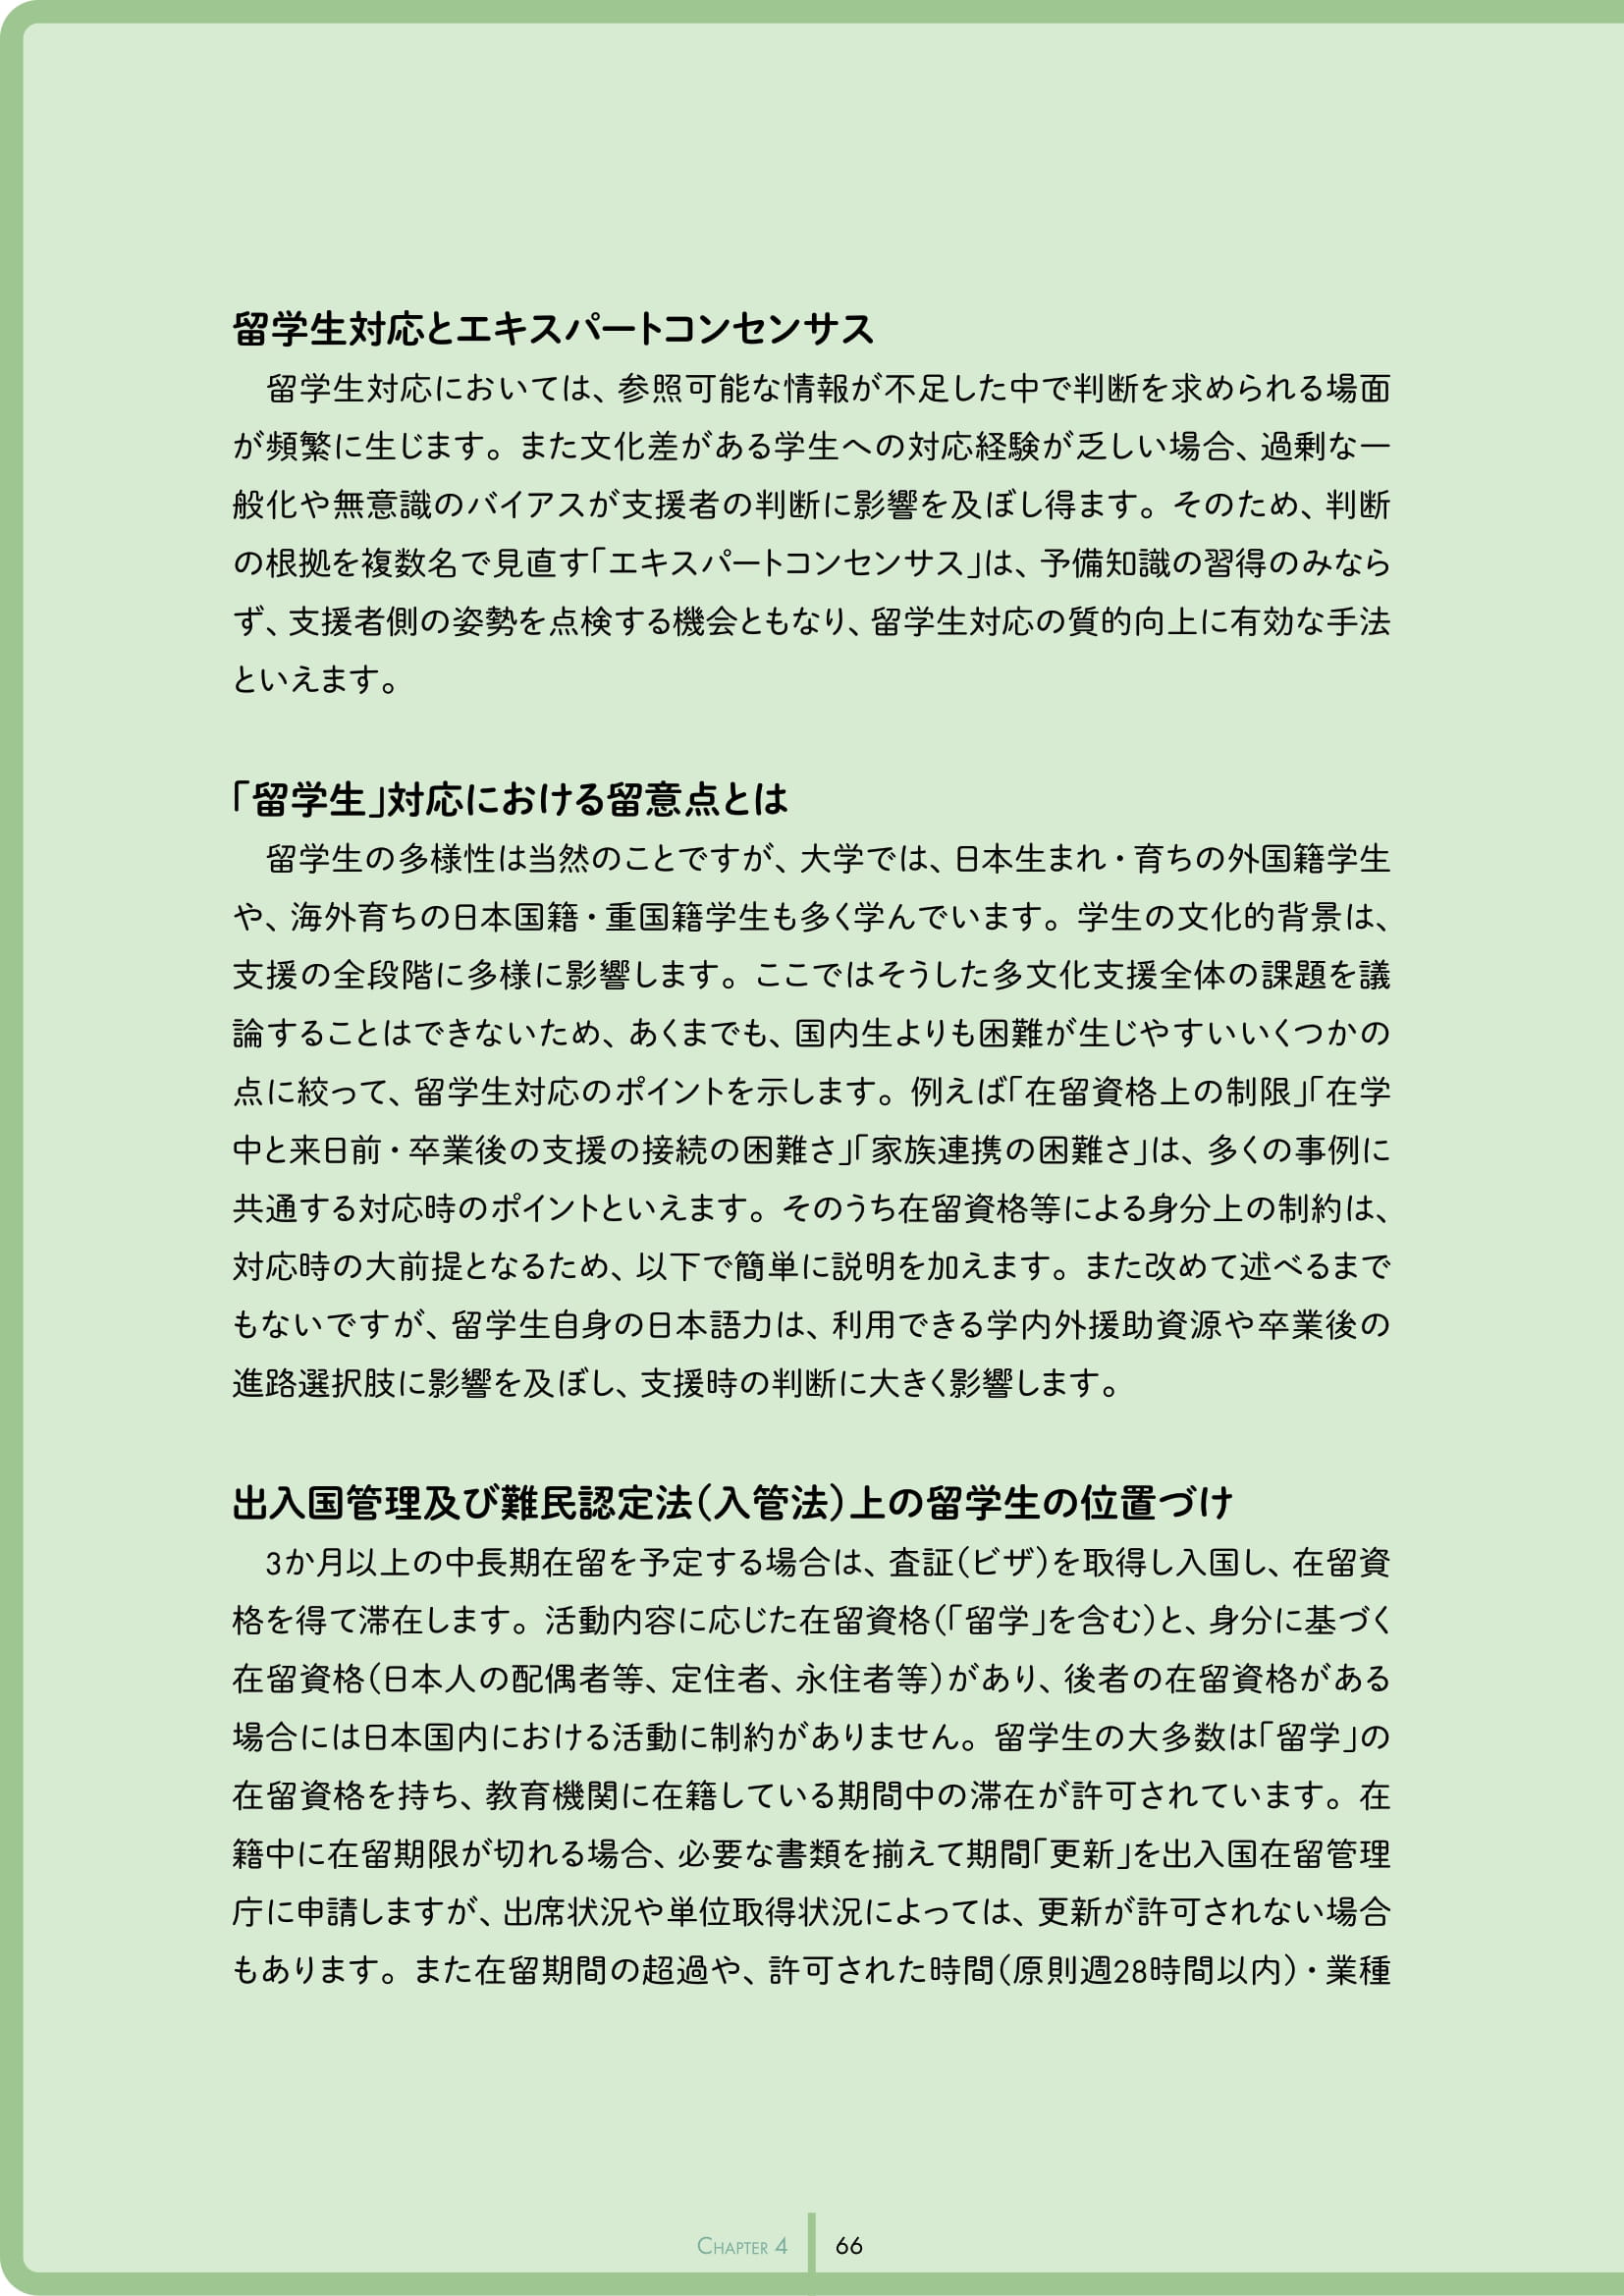 留学生対応とエキスパートコンセンサス
　留学生対応においては、参照可能な情報が不足した中で判断を求められる場面
が頻繁に生じます。また文化差がある学生への対応経験が乏しい場合、過剰な一
般化や無意識のバイアスが支援者の判断に影響を及ぼし得ます。そのため、判断
の根拠を複数名で見直す「エキスパートコンセンサス」は、予備知識の習得のみなら
ず、支援者側の姿勢を点検する機会ともなり、留学生対応の質的向上に有効な手法
といえます。
「留学生」対応における留意点とは
　留学生の多様性は当然のことですが、大学では、日本生まれ・育ちの外国籍学生
や、海外育ちの日本国籍・重国籍学生も多く学んでいます。学生の文化的背景は、
支援の全段階に多様に影響します。ここではそうした多文化支援全体の課題を議
論することはできないため、あくまでも、国内生よりも困難が生じやすいいくつかの
点に絞って、留学生対応のポイントを示します。例えば「在留資格上の制限」「在学
中と来日前・卒業後の支援の接続の困難さ」「家族連携の困難さ」は、多くの事例に
共通する対応時のポイントといえます。そのうち在留資格等による身分上の制約は、
対応時の大前提となるため、以下で簡単に説明を加えます。また改めて述べるまで
もないですが、留学生自身の日本語力は、利用できる学内外援助資源や卒業後の
進路選択肢に影響を及ぼし、支援時の判断に大きく影響します。
出入国管理及び難民認定法（入管法）上の留学生の位置づけ
　3か月以上の中長期在留を予定する場合は、査証（ビザ）を取得し入国し、在留資
格を得て滞在します。活動内容に応じた在留資格（「留学」を含む）と、身分に基づく
在留資格（日本人の配偶者等、定住者、永住者等）があり、後者の在留資格がある
場合には日本国内における活動に制約がありません。留学生の大多数は「留学」の
在留資格を持ち、教育機関に在籍している期間中の滞在が許可されています。在
籍中に在留期限が切れる場合、必要な書類を揃えて期間「更新」を出入国在留管理
庁に申請しますが、出席状況や単位取得状況によっては、更新が許可されない場合
もあります。また在留期間の超過や、許可された時間（原則週28時間以内）・業種
Chapter 4
66